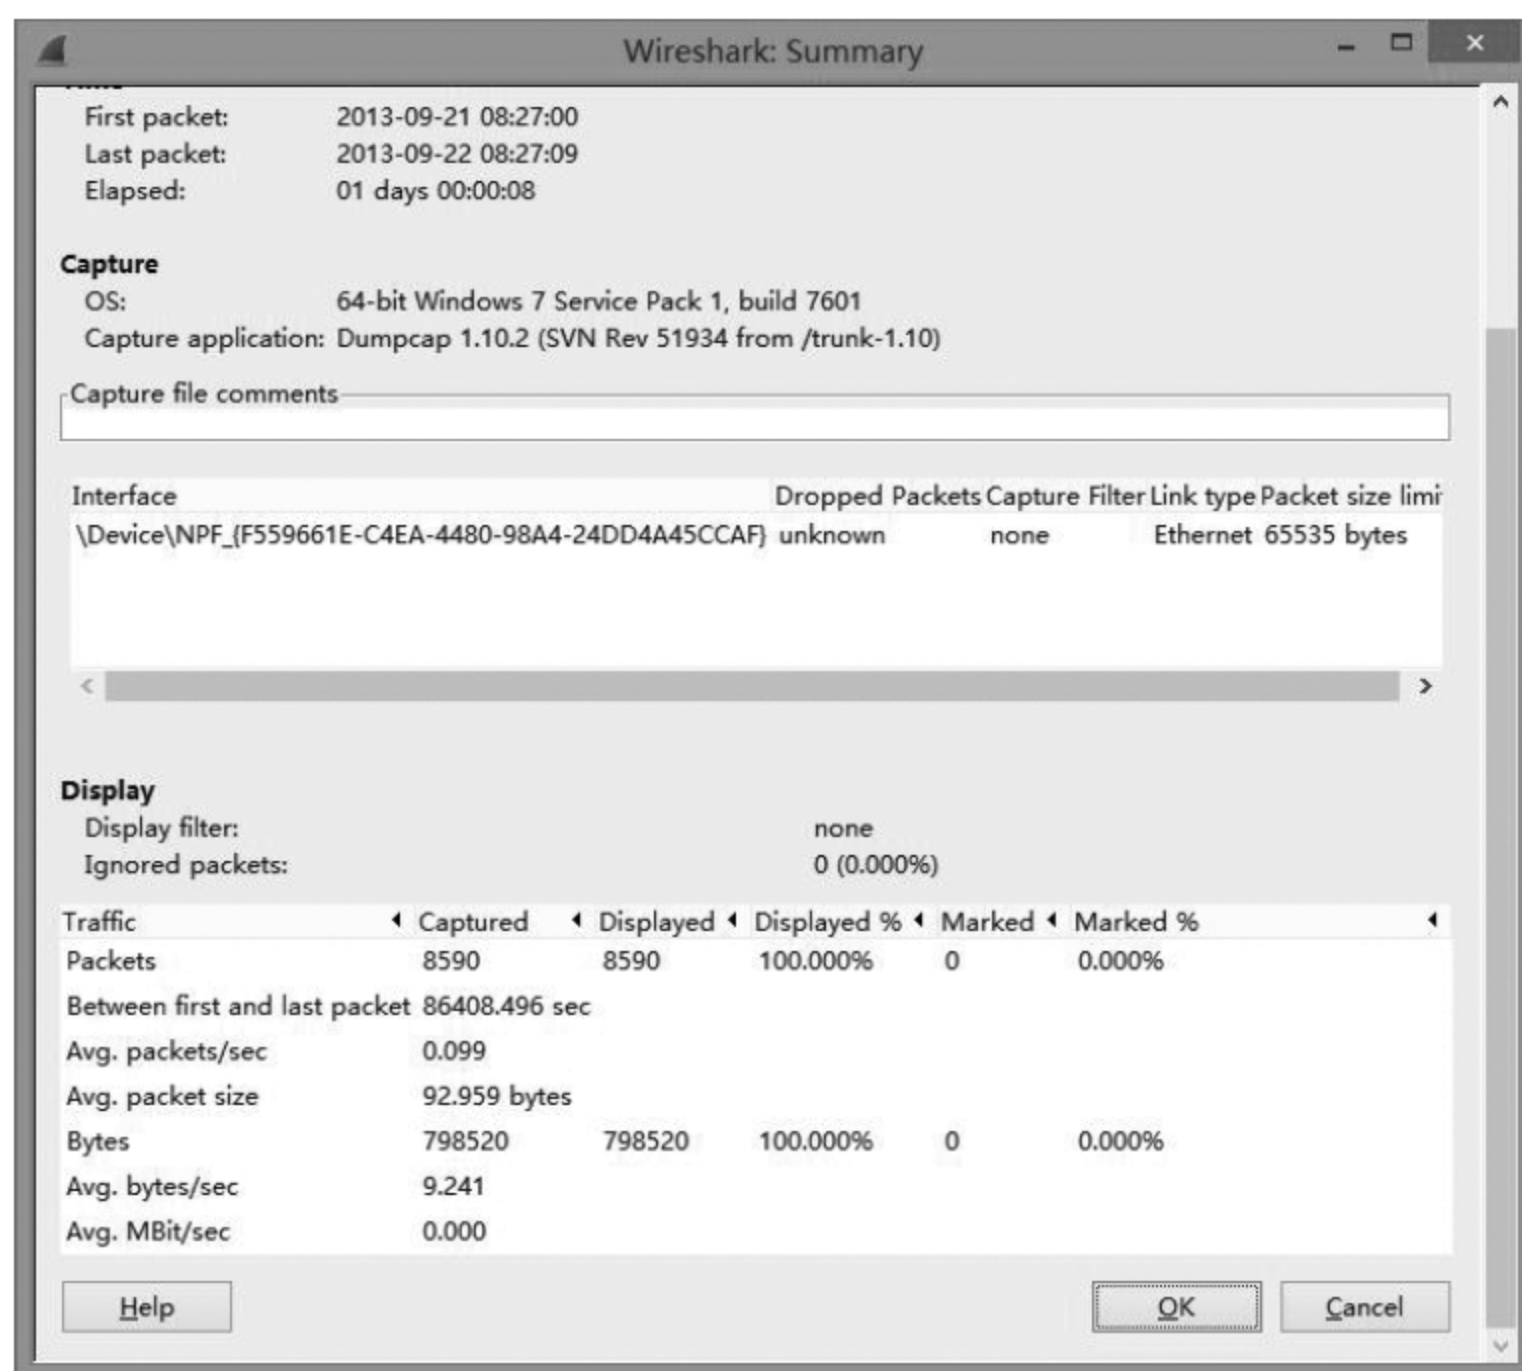 Wireshark: Summary
First packet: 2013-09-21 08:27:00
Last packet: 2013-09-22 08:27:09
Elapsed: 01 days 00:00:08
Capture
OS: 64-bit Windows 7 Service Pack 1, build 7601
Capture application: Dumpcap 1.10.2 (SVN Rev 51934 from /trunk-1.10)
Capture file comments
Interface Dropped Packets Capture Filter Link type Packet size limi
\Device\NPF_{F559661E-C4EA-4480-98A4-24DD4A45CCAF} unknown none Ethernet 65535 bytes
Display
Display filter: none
Ignored packets: 0 (0.000%)
Traffic Captured Displayed Displayed % Marked Marked %
Packets 8590 8590 100.000% 0 0.000%
Between first and last packet 86408.496 sec
Avg. packets/sec 0.099
Avg. packet size 92.959 bytes
Bytes 798520 798520 100.000% 0 0.000%
Avg. bytes/sec 9.241
Avg. MBit/sec 0.000
Help OK Cancel